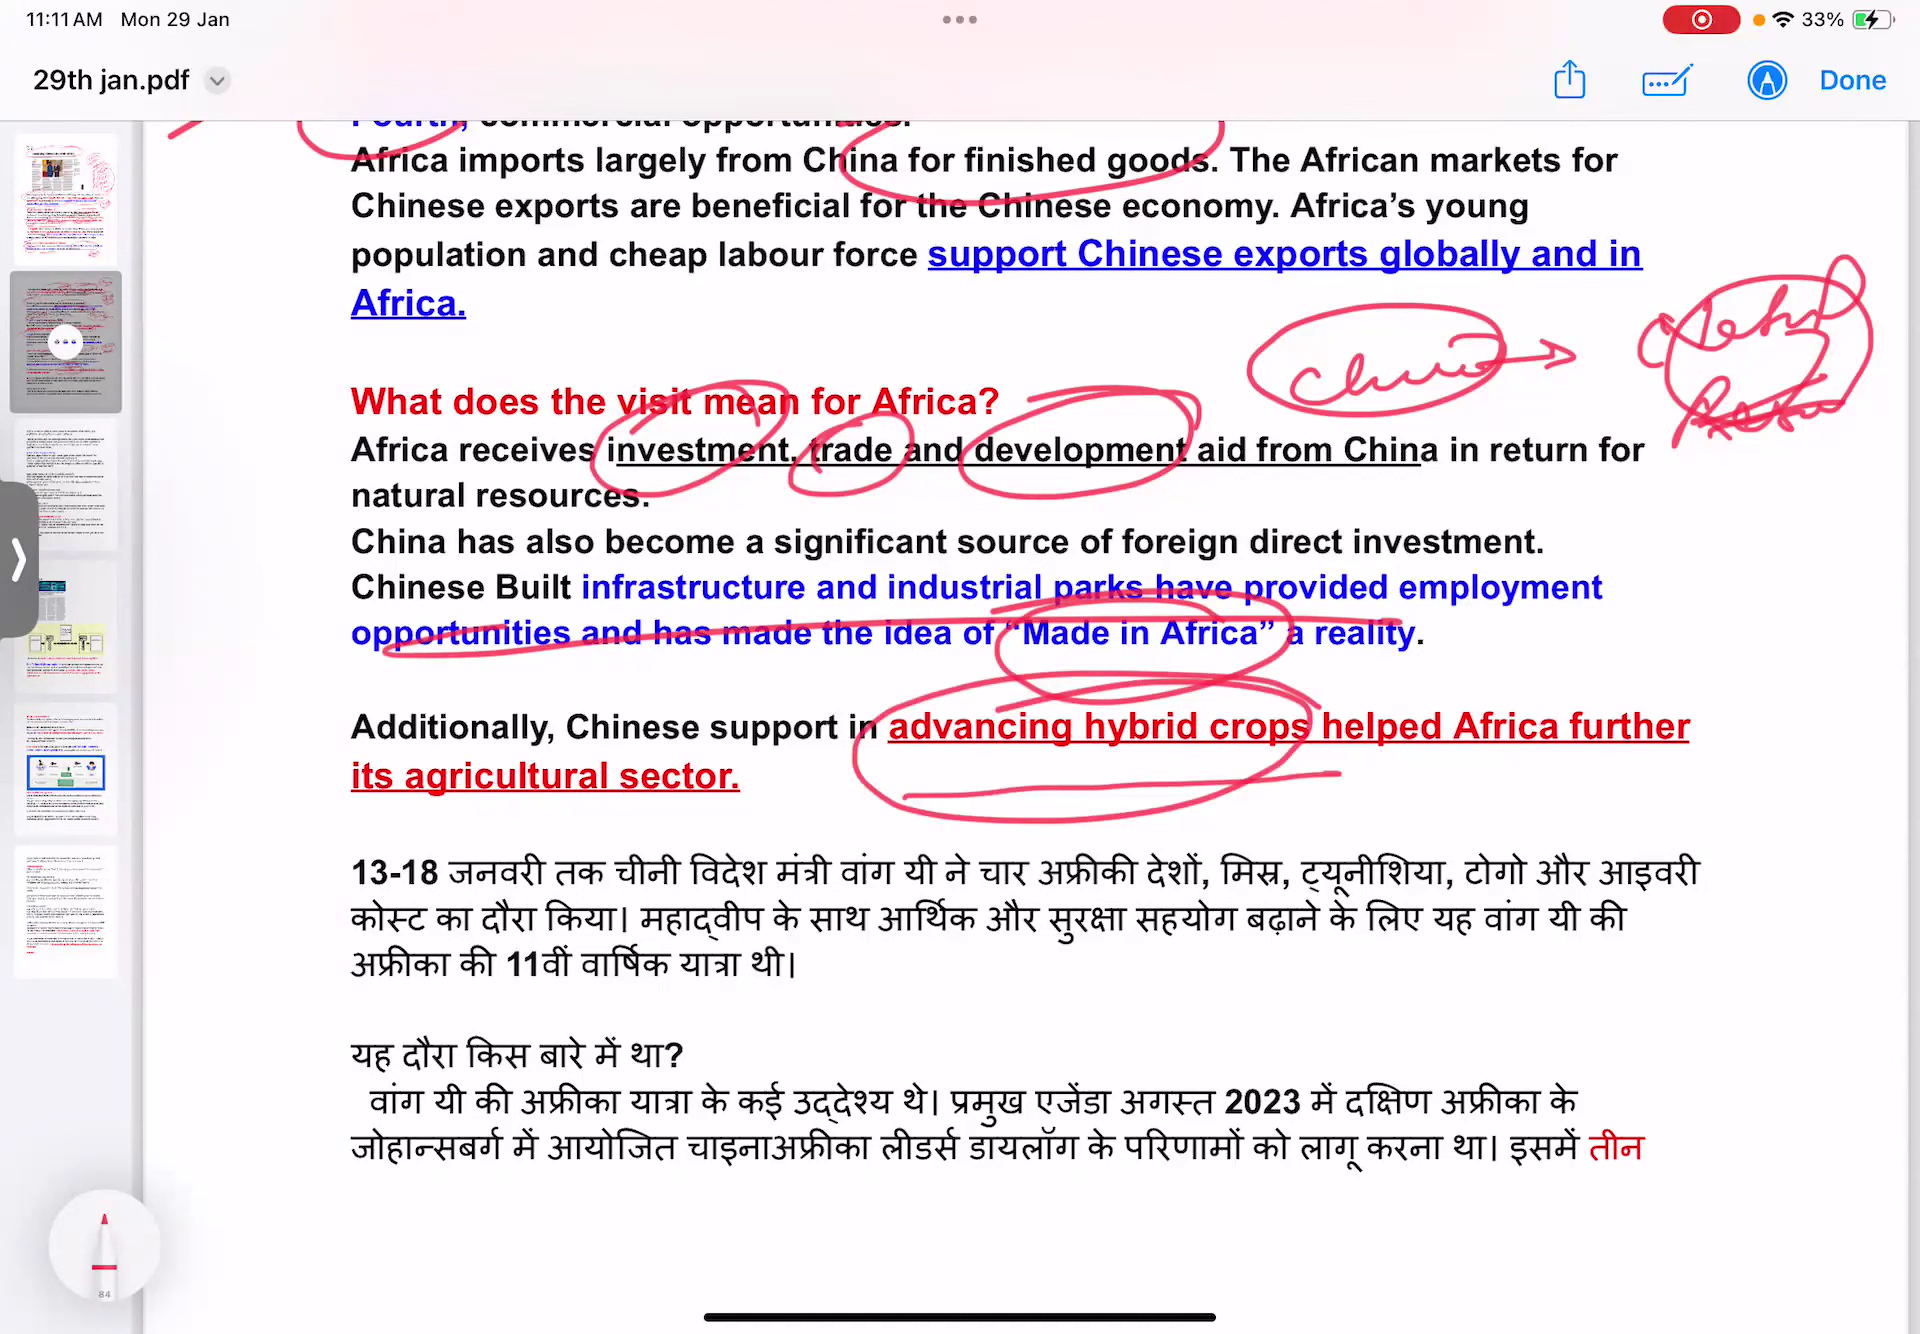 11:11 AM Mon 29 Jan
33%
29th jan.pdf
Done
Fourth, commercial opportunities.
Africa imports largely from China for finished goods. The African markets for
Chinese exports are beneficial for the Chinese economy. Africa’s young
population and cheap labour force support Chinese exports globally and in
Africa.
China
What does the visit mean for Africa?
Africa receives investment, trade and development aid from China in return for
natural resources.
China has also become a significant source of foreign direct investment.
Chinese Built infrastructure and industrial parks have provided employment
opportunities and has made the idea of “Made in Africa” a reality.
Additionally, Chinese support in advancing hybrid crops helped Africa further
its agricultural sector.
13-18 जनवरी तक चीनी विदेश मंत्री वांग यी ने चार अफ्रीकी देशों, मिस्र, ट्यूनीशिया, टोगो और आइवरी
कोस्ट का दौरा किया। महाद्वीप के साथ आर्थिक और सुरक्षा सहयोग बढ़ाने के लिए यह वांग यी की
अफ्रीका की 11वीं वार्षिक यात्रा थी।
यह दौरा किस बारे में था?
वांग यी की अफ्रीका यात्रा के कई उद्देश्य थे। प्रमुख एजेंडा अगस्त 2023 में दक्षिण अफ्रीका के
जोहान्सबर्ग में आयोजित चाइनाअफ्रीका लीडर्स डायलॉग के परिणामों को लागू करना था। इसमें तीन
84